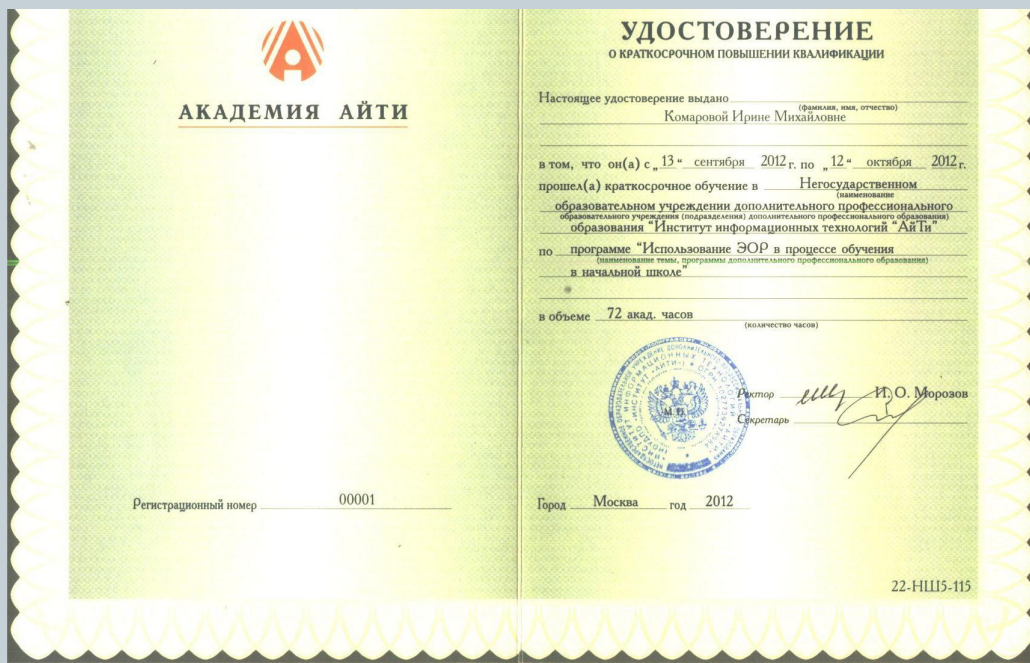 АКАДЕМИЯ АЙТИ
Регистрационный номер 00001
УДОСТОВЕРЕНИЕ
О КРАТКОСРОЧНОМ ПОВЫШЕНИИ КВАЛИФИКАЦИИ
Настоящее удостоверение выдано
(фамилия, имя, отчество)
Комаровой Ирине Михайловне
в том, что он(а) с „ 13 “ сентября 2012 г. по „ 12 “ октября 2012 г.
прошел(а) краткосрочное обучение в Негосударственном
(наименование
образовательном учреждении дополнительного профессионального
образовательного учреждения (подразделения) дополнительного профессионального образования)
образования "Институт информационных технологий "АйТи"
по программе "Использование ЭОР в процессе обучения
(наименование темы, программы дополнительного профессионального образования)
в начальной школе"
в объеме 72 акад. часов
(количество часов)
М.П.
Ректор И. О. Морозов
Секретарь
Город Москва год 2012
22-НШ5-115